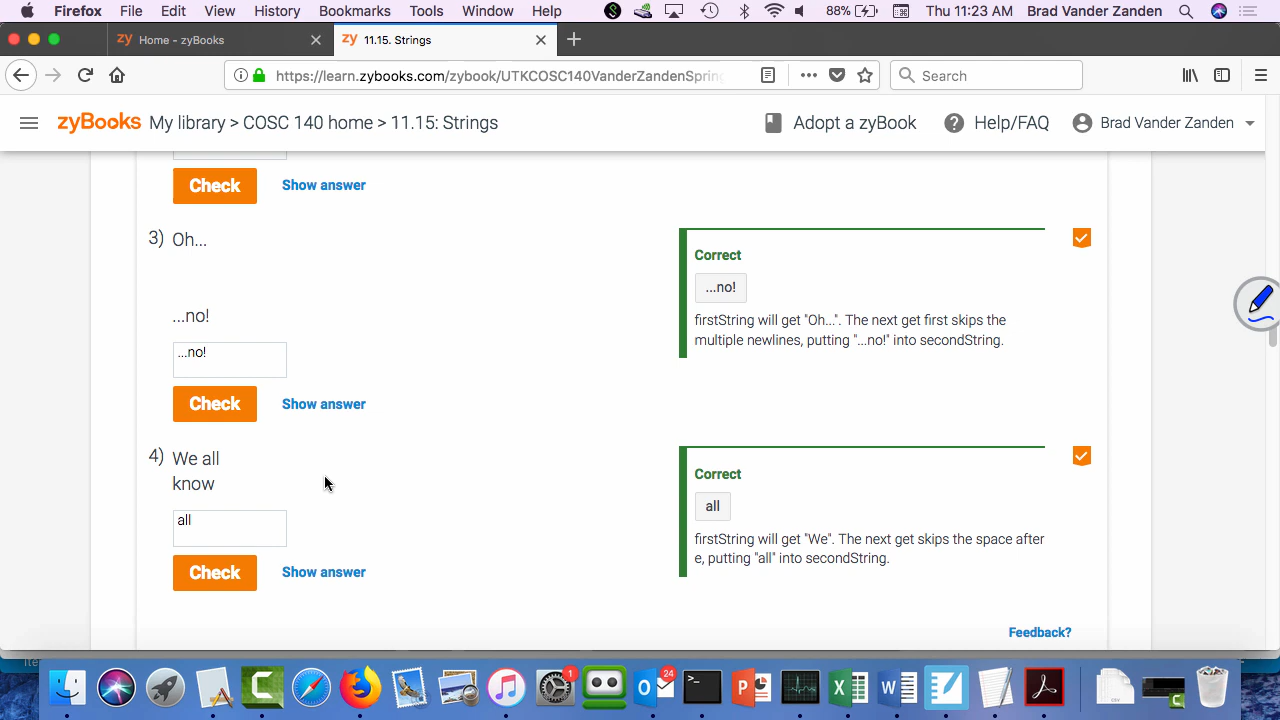 Firefox File Edit View History Bookmarks Tools Window Help 88% Thu 11:23 AM Brad Vander Zanden
zy Home - zyBooks
zy 11.15. Strings
https://learn.zybooks.com/zybook/UTKCOSC140VanderZandenSpring
Search
zyBooks My library > COSC 140 home > 11.15: Strings
Adopt a zyBook
Help/FAQ
Brad Vander Zanden
Check
Show answer
3) Oh...
...no!
...no!
Check
Show answer
Correct
...no!
firstString will get "Oh...". The next get first skips the
multiple newlines, putting "...no!" into secondString.
4) We all
know
all
Check
Show answer
Correct
all
firstString will get "We". The next get skips the space after
e, putting "all" into secondString.
Feedback?
1
24